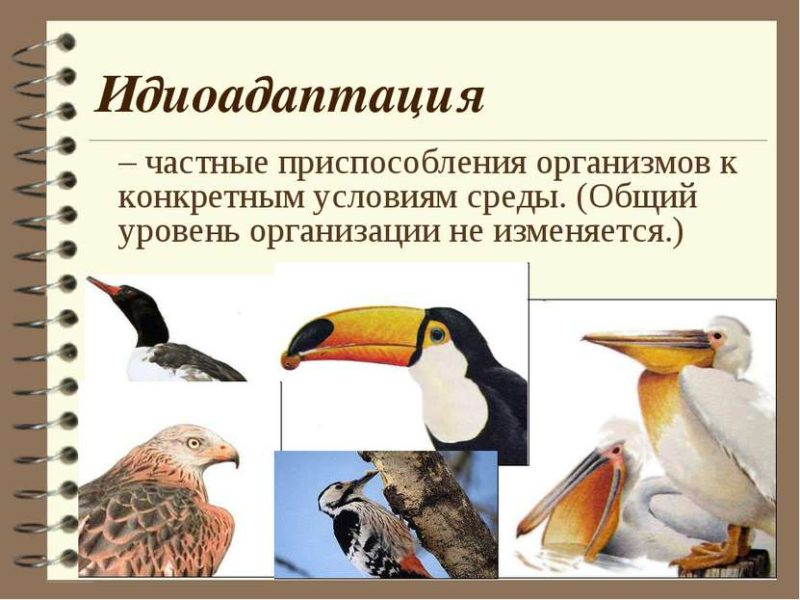 Идиоадаптация
– частные приспособления организмов к
конкретным условиям среды. (Общий
уровень организации не изменяется.)